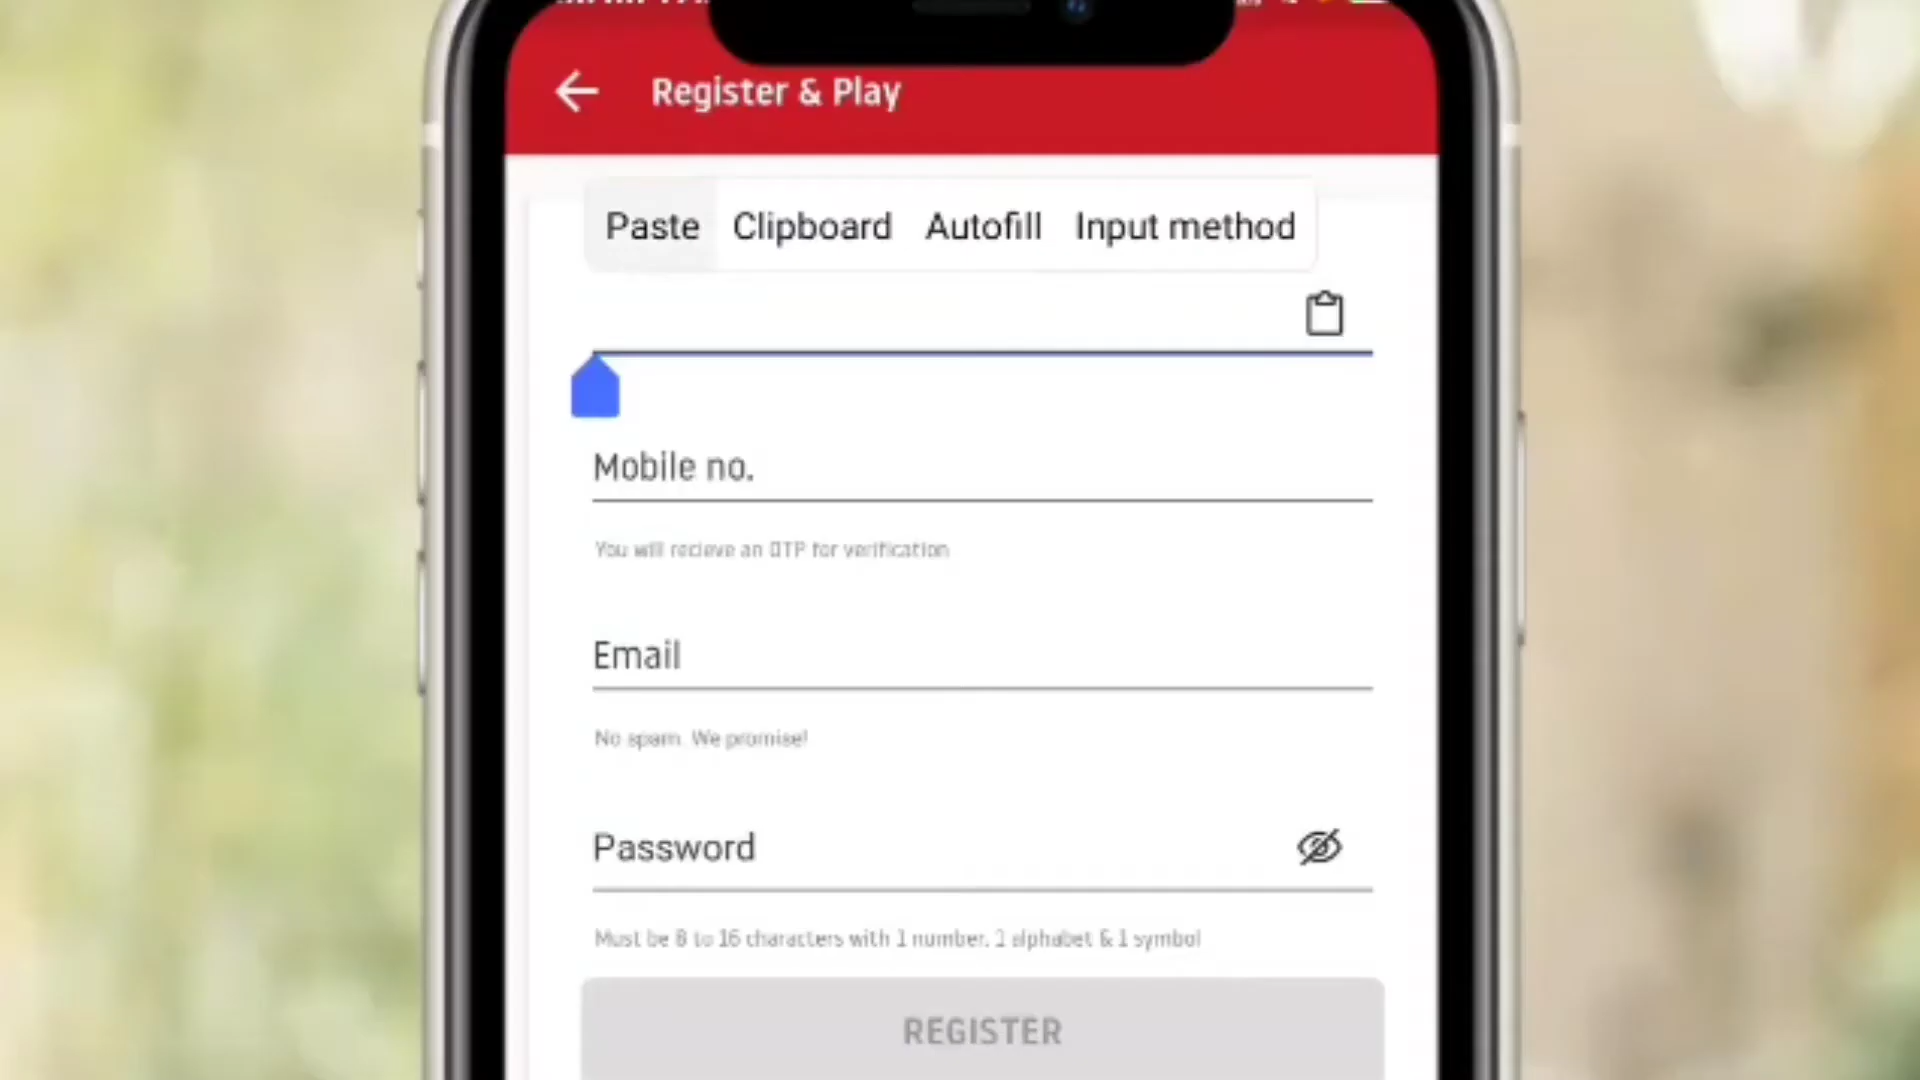 Register & Play
Paste Clipboard Autofill Input method
Mobile no.
You will recieve an OTP for verification
Email
No spam. We promise!
Password
Must be 8 to 16 characters with 1 number, 1 alphabet & 1 symbol
REGISTER